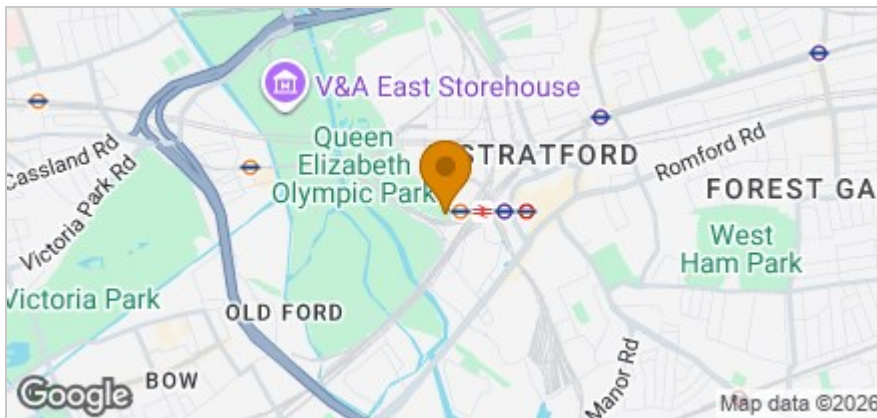 V&A East Storehouse
Cassland Rd
Victoria Park Rd
Queen
Elizabeth
Olympic Park
STRATFORD
Romford Rd
FOREST GA
West
Ham Park
Victoria Park
OLD FORD
BOW
Manor Rd
Google
Map data ©2026